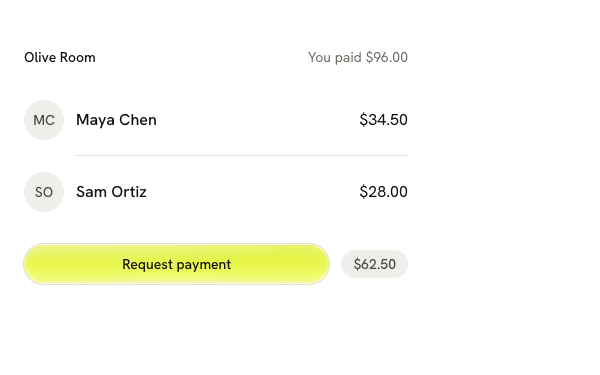 Olive Room You paid $96.00
MC Maya Chen $34.50
SO Sam Ortiz $28.00
Request payment $62.50